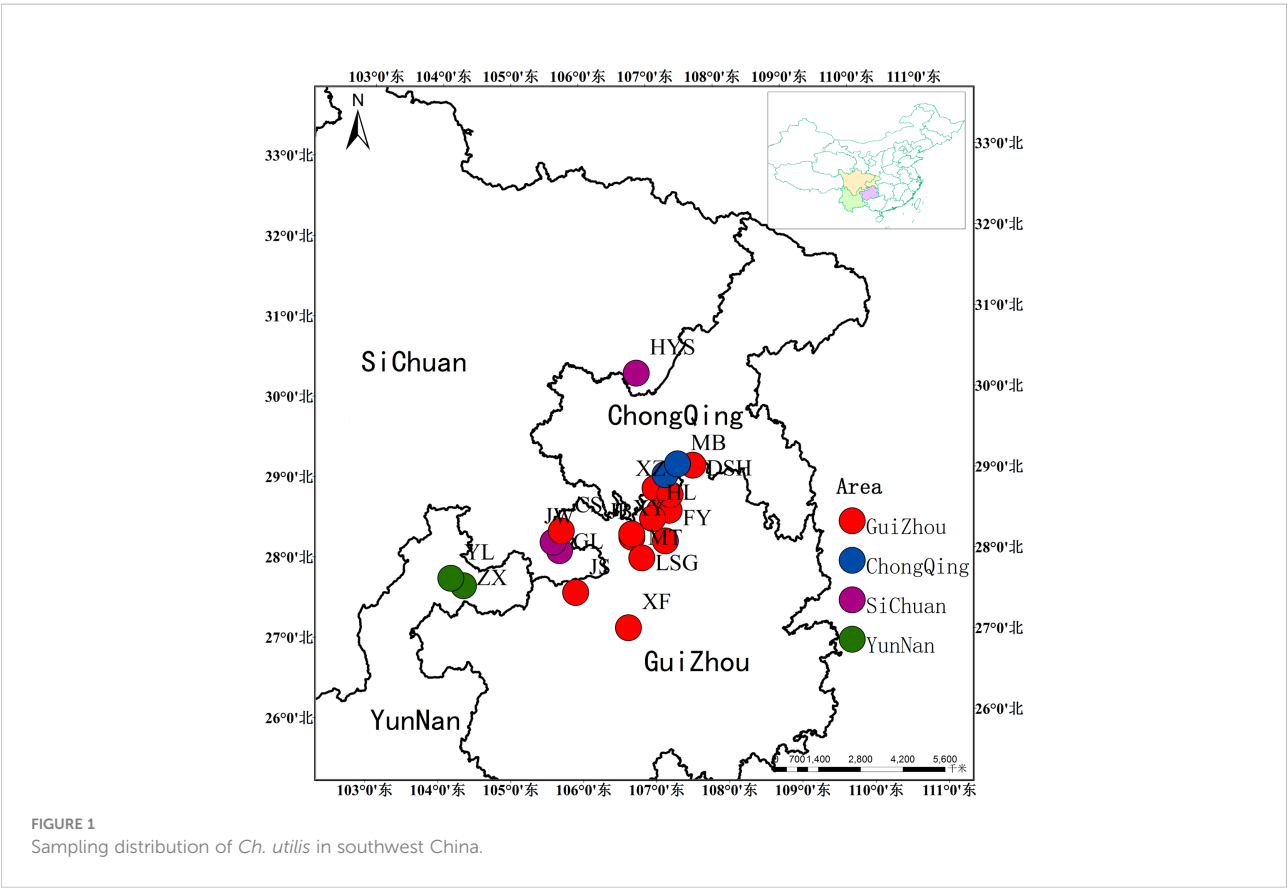 103°0'东 104°0'东 105°0'东 106°0'东 107°0'东 108°0'东 109°0'东 110°0'东 111°0'东
N
33°0'北
33°0'北
32°0'北
32°0'北
31°0'北
31°0'北
HYS
SiChuan
30°0'北
30°0'北
ChongQing
MB
29°0'北
XZ
DSH
29°0'北
Area
HL
CS
XY
GuiZhou
JW
FY
28°0'北
GL
MT
28°0'北
YL
JS
LSG
ChongQing
ZX
XF
SiChuan
27°0'北
27°0'北
GuiZhou
YunNan
26°0'北
YunNan
26°0'北
0 700 1,400 2,800 4,200 5,600
千米
103°0'东 104°0'东 105°0'东 106°0'东 107°0'东 108°0'东 109°0'东 110°0'东 111°0'东
FIGURE 1
Sampling distribution of Ch. utilis in southwest China.